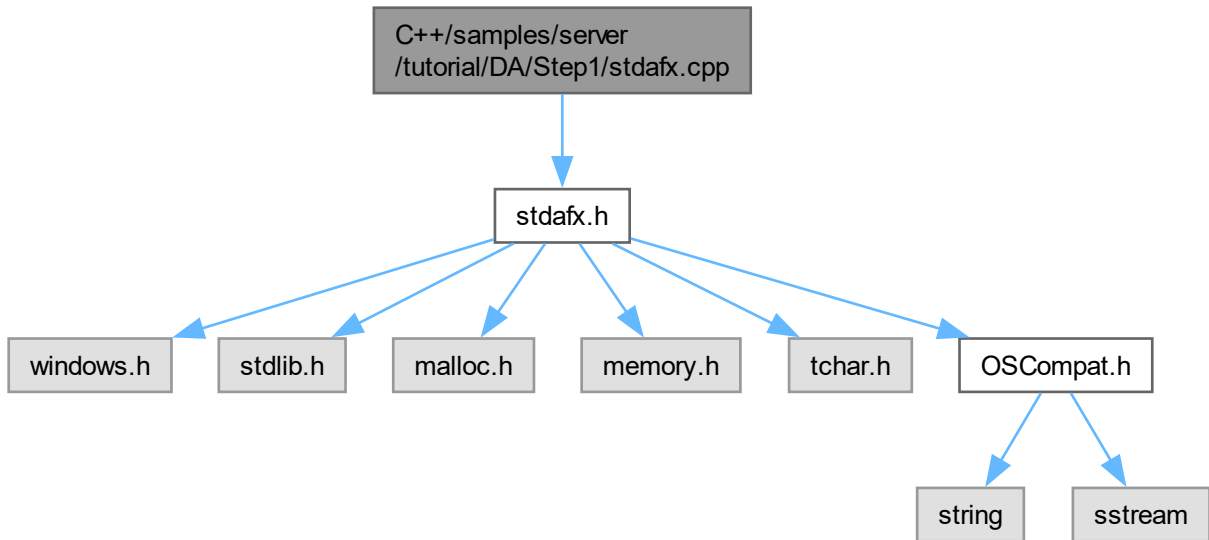 C++/samples/server
/tutorial/DA/Step1/stdafx.cpp
stdafx.h
windows.h
stdlib.h
malloc.h
memory.h
tchar.h
OSCompat.h
string
sstream